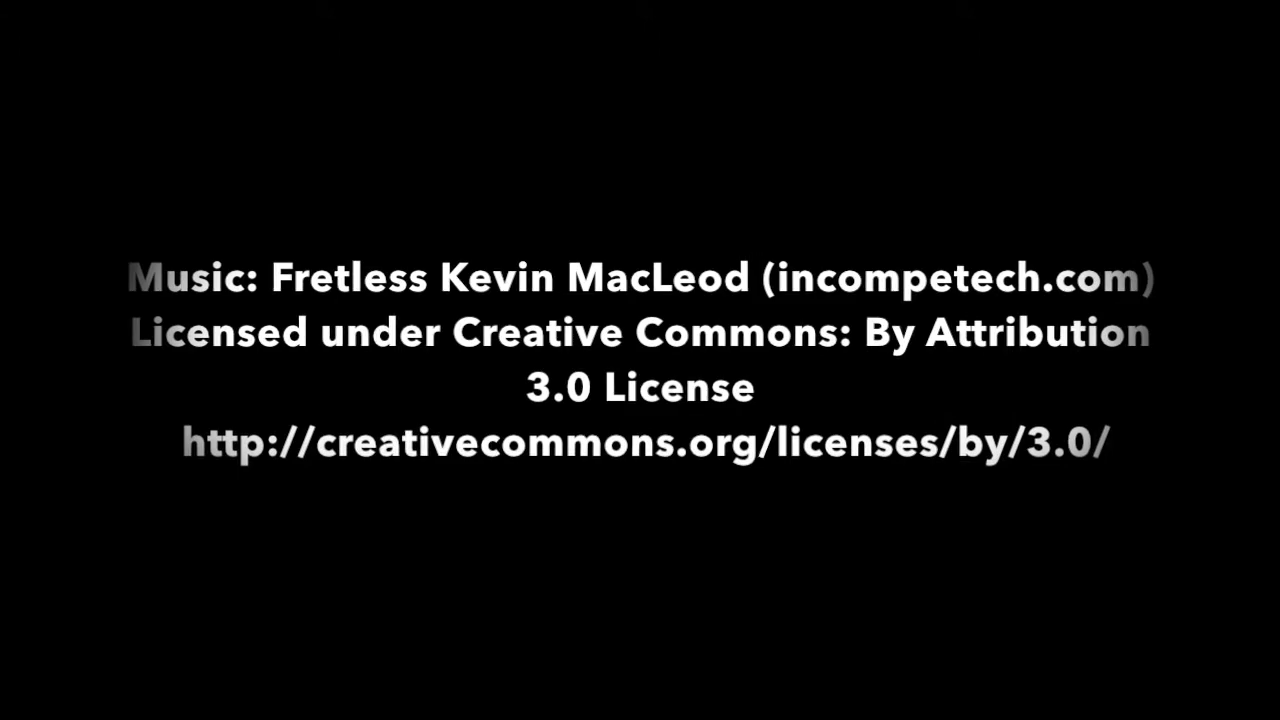 Music: Fretless Kevin MacLeod (incompetech.com)
Licensed under Creative Commons: By Attribution
3.0 License
http://creativecommons.org/licenses/by/3.0/